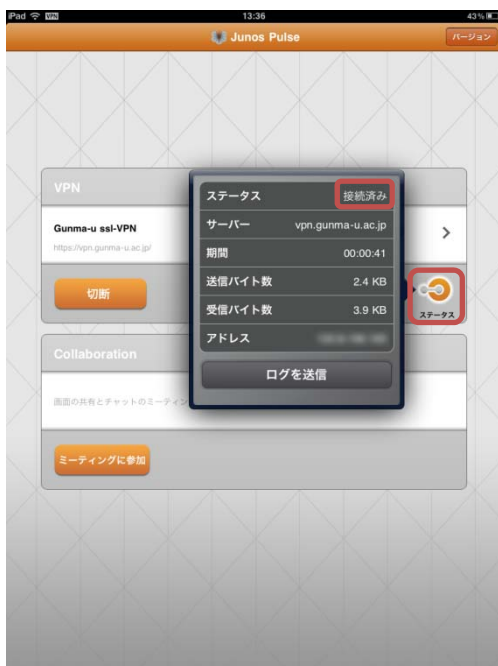 iPad VPN 13:36 43%
Junos Pulse バージョン
VPN
Gunma-u ssl-VPN
https://vpn.gunma-u.ac.jp/
切断
ステータス 接続済み
サーバー vpn.gunma-u.ac.jp
期間 00:00:41
送信バイト数 2.4 KB
受信バイト数 3.9 KB
アドレス
ログを送信
ステータス
Collaboration
画面の共有とチャットのミーティン
ミーティングに参加